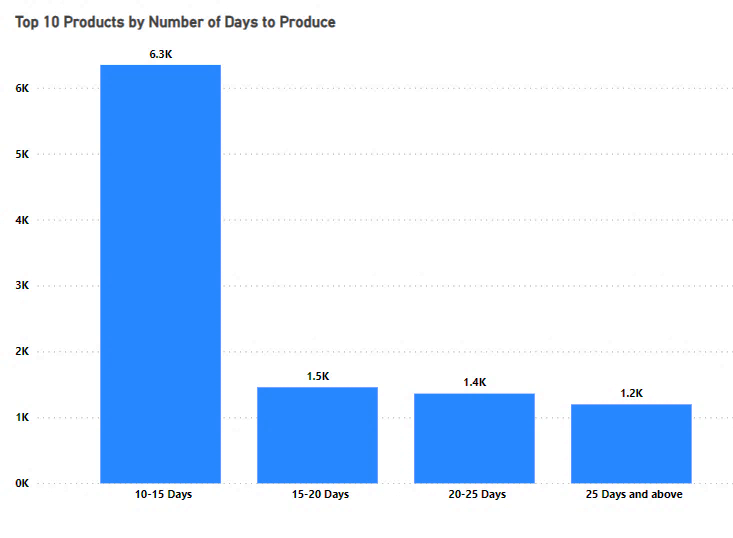 Top 10 Products by Number of Days to Produce
6.3K
6K
5K
4K
3K
2K
1.5K
1.4K
1.2K
1K
0K
10-15 Days
15-20 Days
20-25 Days
25 Days and above